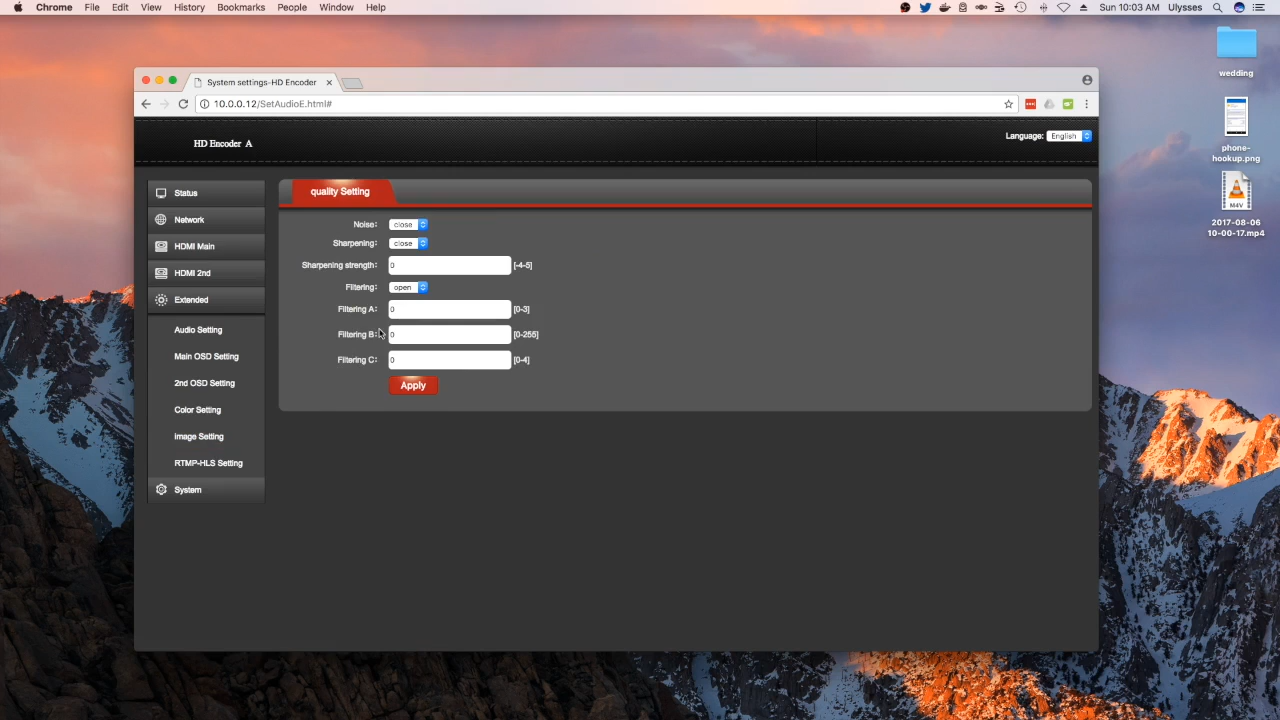 Chrome File Edit View History Bookmarks People Window Help Sun 10:03 AM Ulysses
System settings-HD Encoder
10.0.0.12/SetAudioE.html#
HD Encoder A
Language: English
Status
Network
HDMI Main
HDMI 2nd
Extended
Audio Setting
Main OSD Setting
2nd OSD Setting
Color Setting
Image Setting
RTMP-HLS Setting
System
quality Setting
Noise: close
Sharpening: close
Sharpening strength: 0 [-4-5]
Filtering: open
Filtering A: 0 [0-3]
Filtering B: 0 [0-255]
Filtering C: 0 [0-4]
Apply
wedding
phone-
hookup.png
M4V
2017-08-06
10-00-17.mp4